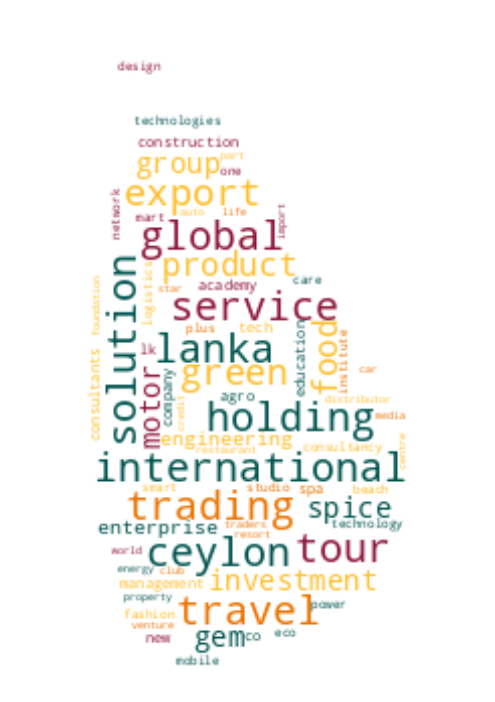 design
technologies
construction
group
part
one
export
network
mart
auto
life
import
global
product
solution
logistics
star
academy
care
foundation
service
plus
tech
education
food
institute
lk
lanka
green
car
consultants
motor
company
credit
agro
distributor
holding
media
engineering
restaurant
consultancy
centre
international
smart
studio
spa
beach
trading
spice
enterprise
traders
technology
resort
world
ceylon
tour
energy
club
management
investment
property
travel
power
fashion
venture
new
gem
co
eco
mobile